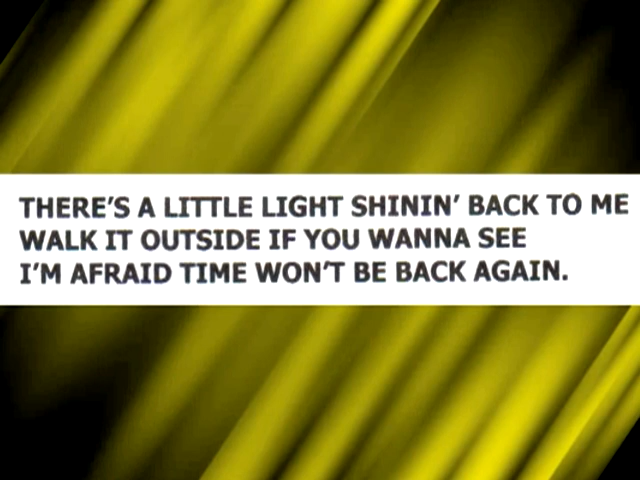 THERE'S A LITTLE LIGHT SHININ' BACK TO ME
WALK IT OUTSIDE IF YOU WANNA SEE
I'M AFRAID TIME WON'T BE BACK AGAIN.